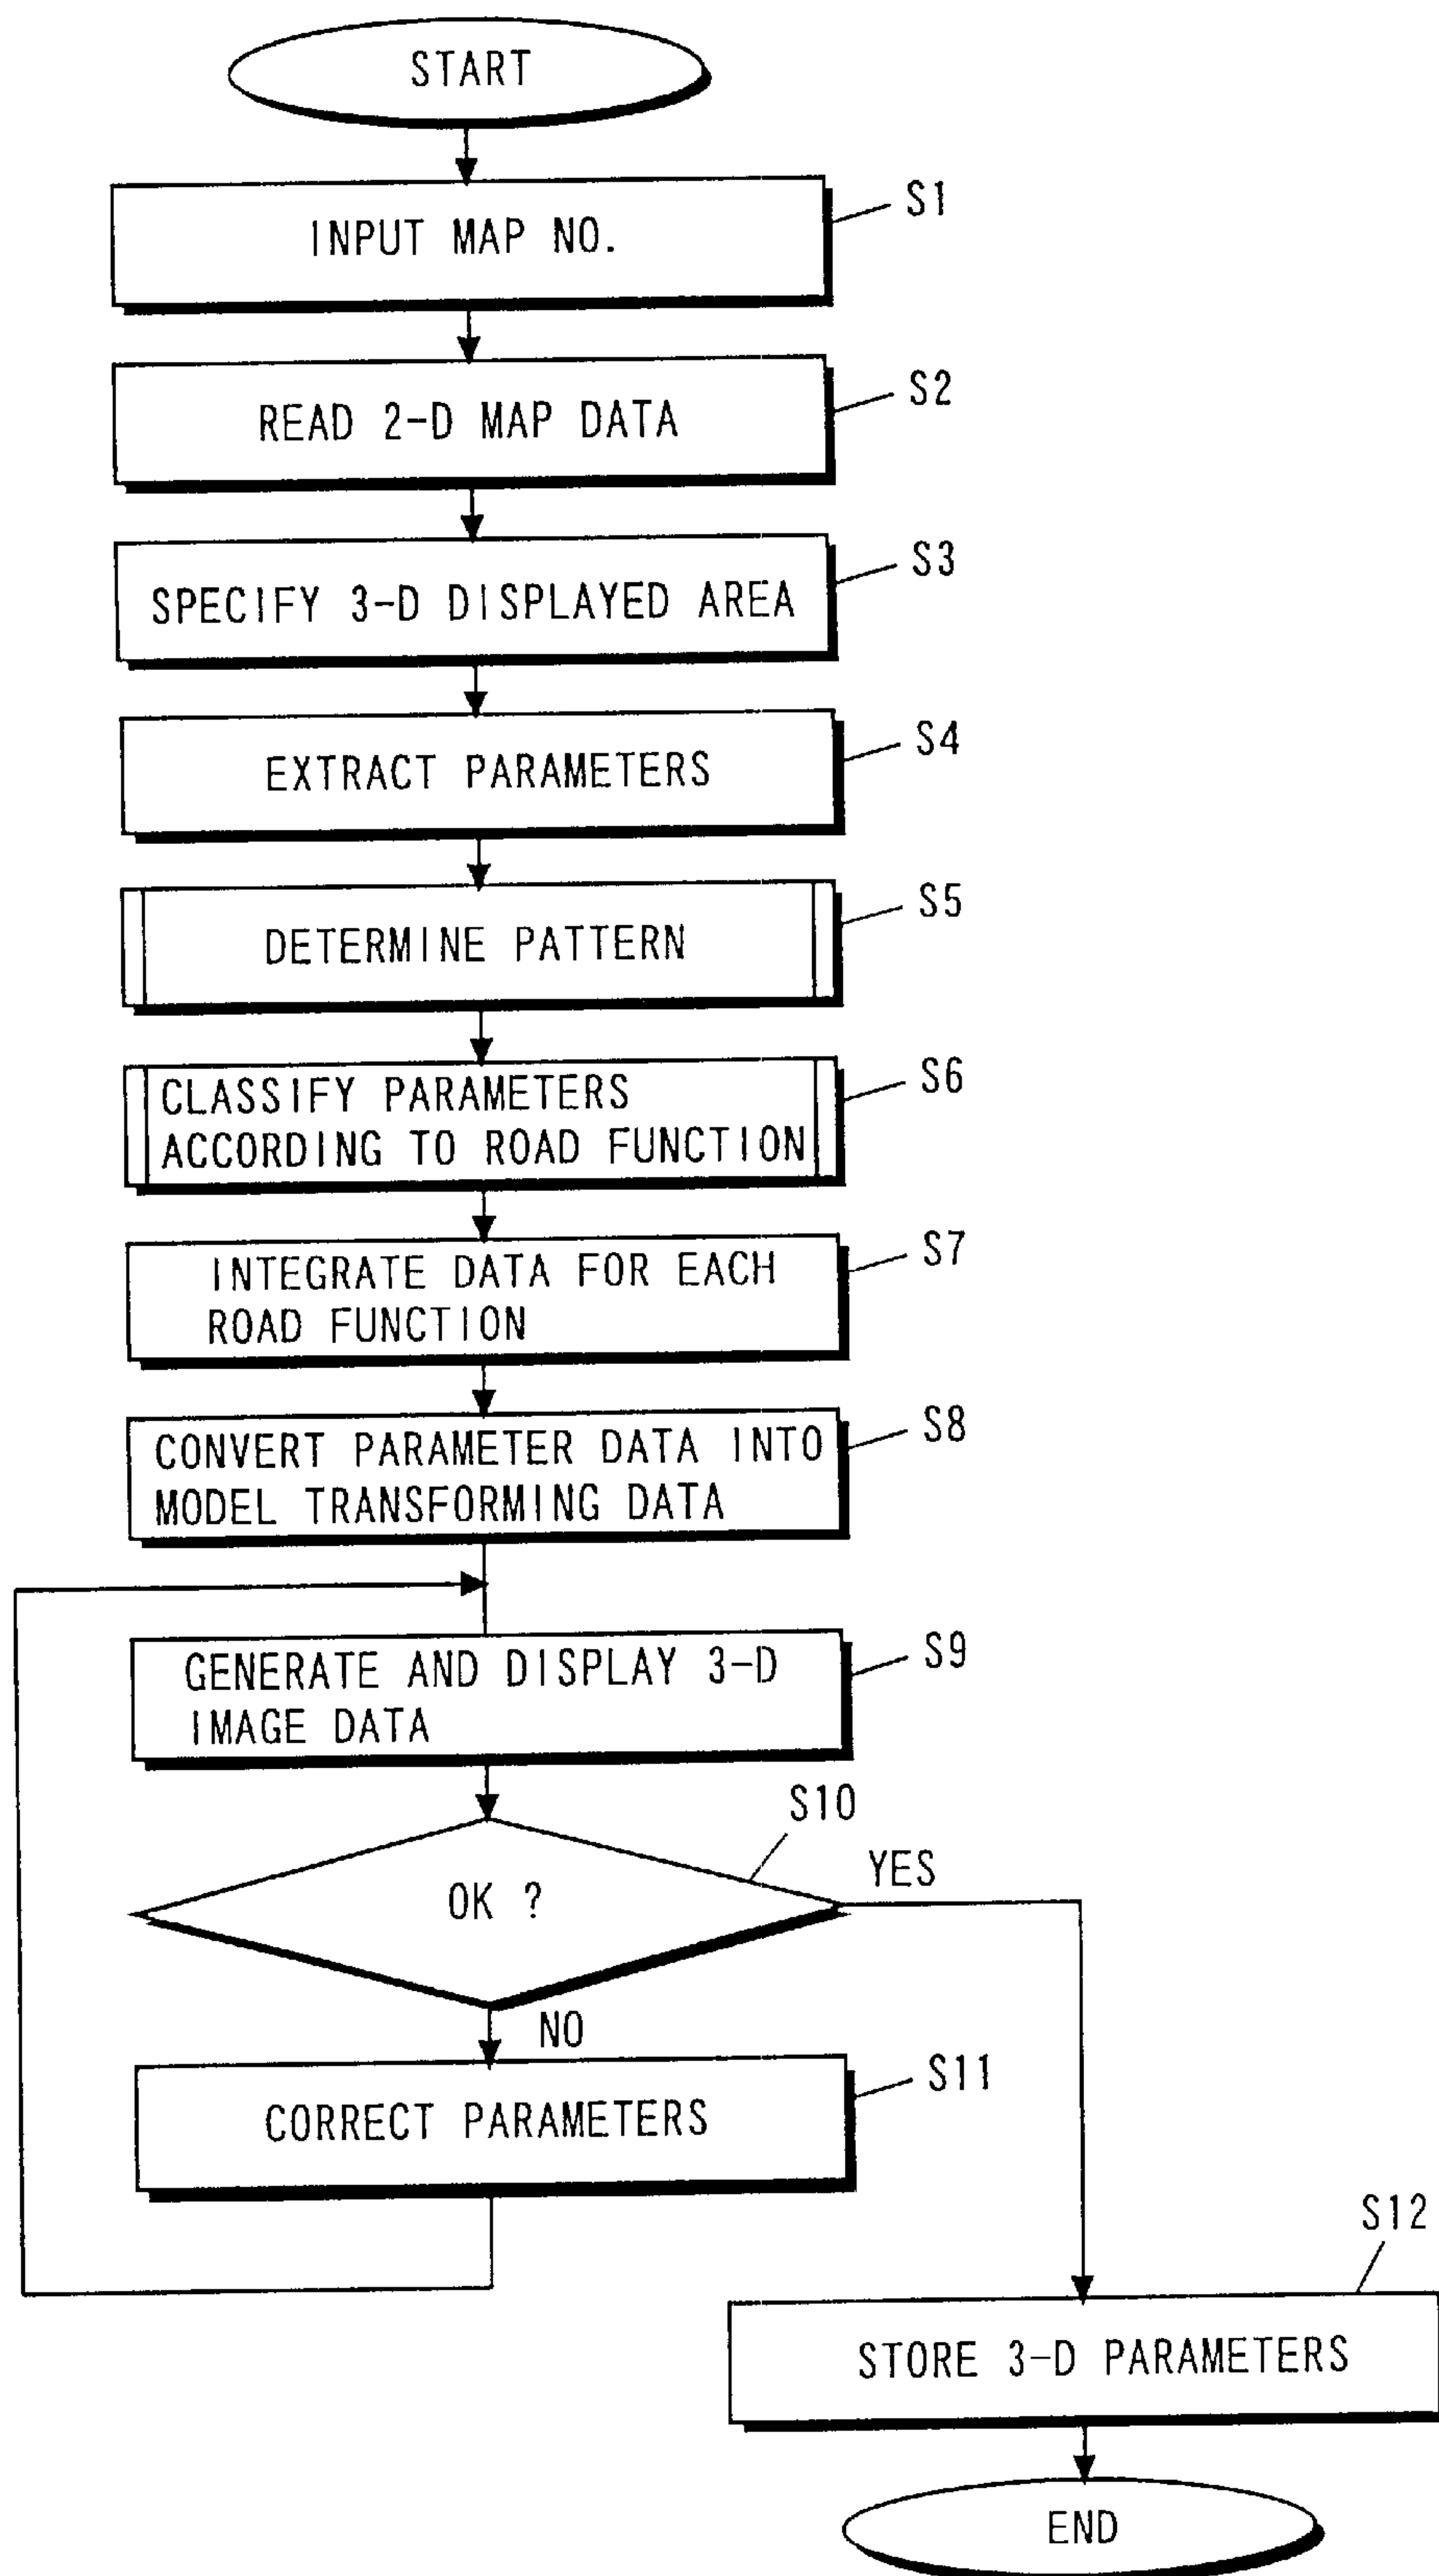 START
INPUT MAP NO.
S1
READ 2-D MAP DATA
S2
SPECIFY 3-D DISPLAYED AREA
S3
EXTRACT PARAMETERS
S4
DETERMINE PATTERN
S5
CLASSIFY PARAMETERS
ACCORDING TO ROAD FUNCTION
S6
INTEGRATE DATA FOR EACH
ROAD FUNCTION
S7
CONVERT PARAMETER DATA INTO
MODEL TRANSFORMING DATA
S8
GENERATE AND DISPLAY 3-D
IMAGE DATA
S9
OK ?
S10
YES
NO
CORRECT PARAMETERS
S11
STORE 3-D PARAMETERS
S12
END